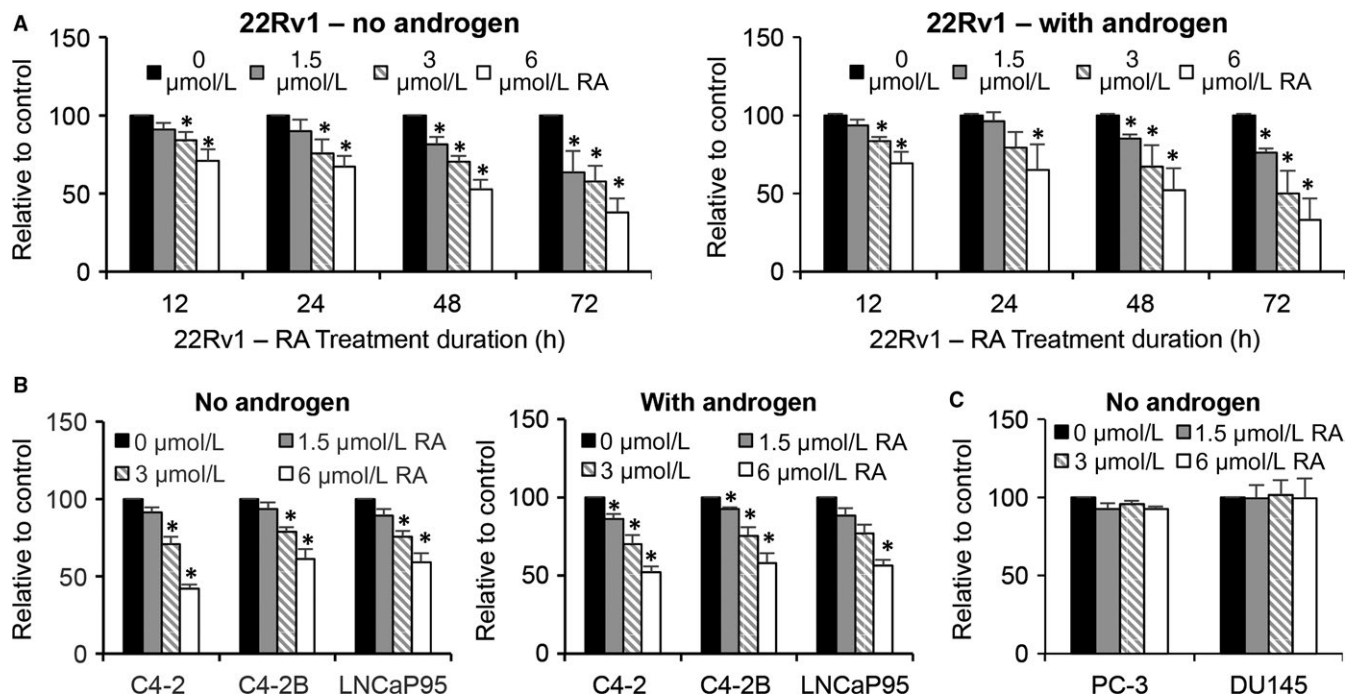 A
22Rv1 – no androgen
150
100
50
0
Relative to control
0 µmol/L
1.5 µmol/L
3 µmol/L
6 µmol/L RA
* * * * * * * * * *
12 24 48 72
22Rv1 – RA Treatment duration (h)
22Rv1 – with androgen
150
100
50
0
Relative to control
0 µmol/L
1.5 µmol/L
3 µmol/L
6 µmol/L RA
* * * * * * * * *
12 24 48 72
22Rv1 – RA Treatment duration (h)
B
No androgen
150
100
50
0
Relative to control
0 µmol/L 1.5 µmol/L RA
3 µmol/L 6 µmol/L RA
* * * * * *
C4-2 C4-2B LNCaP95
With androgen
150
100
50
0
Relative to control
0 µmol/L 1.5 µmol/L RA
3 µmol/L 6 µmol/L RA
* * * * * * *
C4-2 C4-2B LNCaP95
C
No androgen
150
100
50
0
Relative to control
0 µmol/L 1.5 µmol/L RA
3 µmol/L 6 µmol/L RA
PC-3 DU145